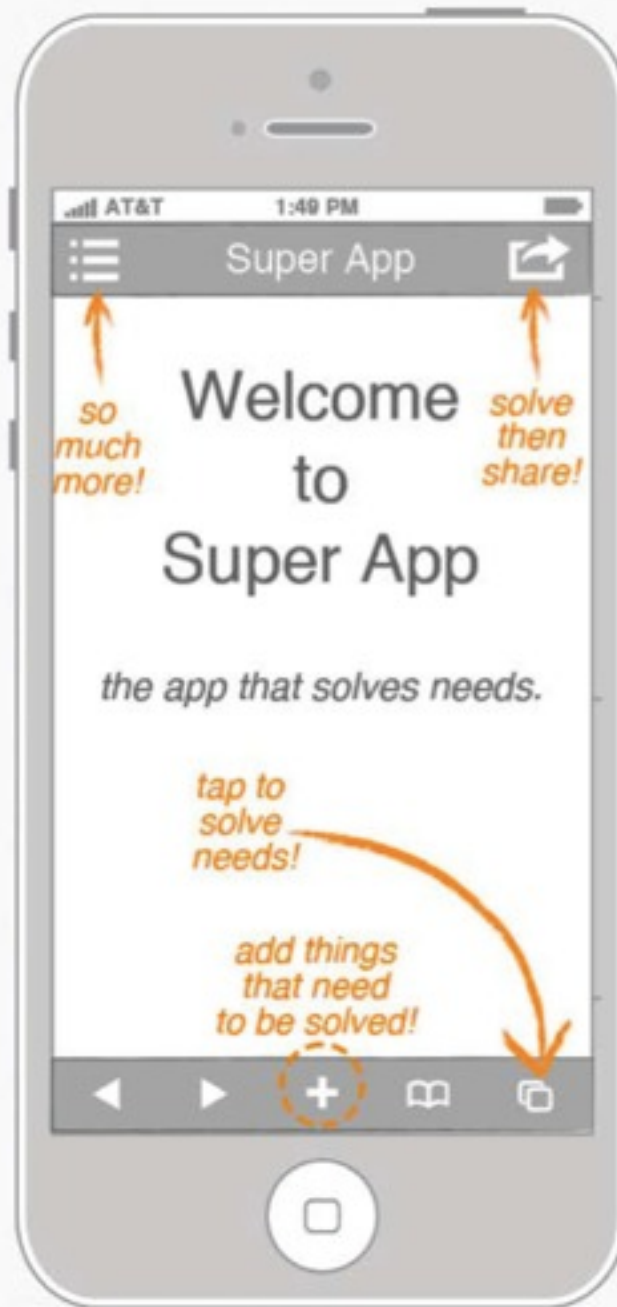 AT&T 1:49 PM
Super App
so
much
more!
solve
then
share!
Welcome
to
Super App
the app that solves needs.
tap to
solve
needs!
add things
that need
to be solved!